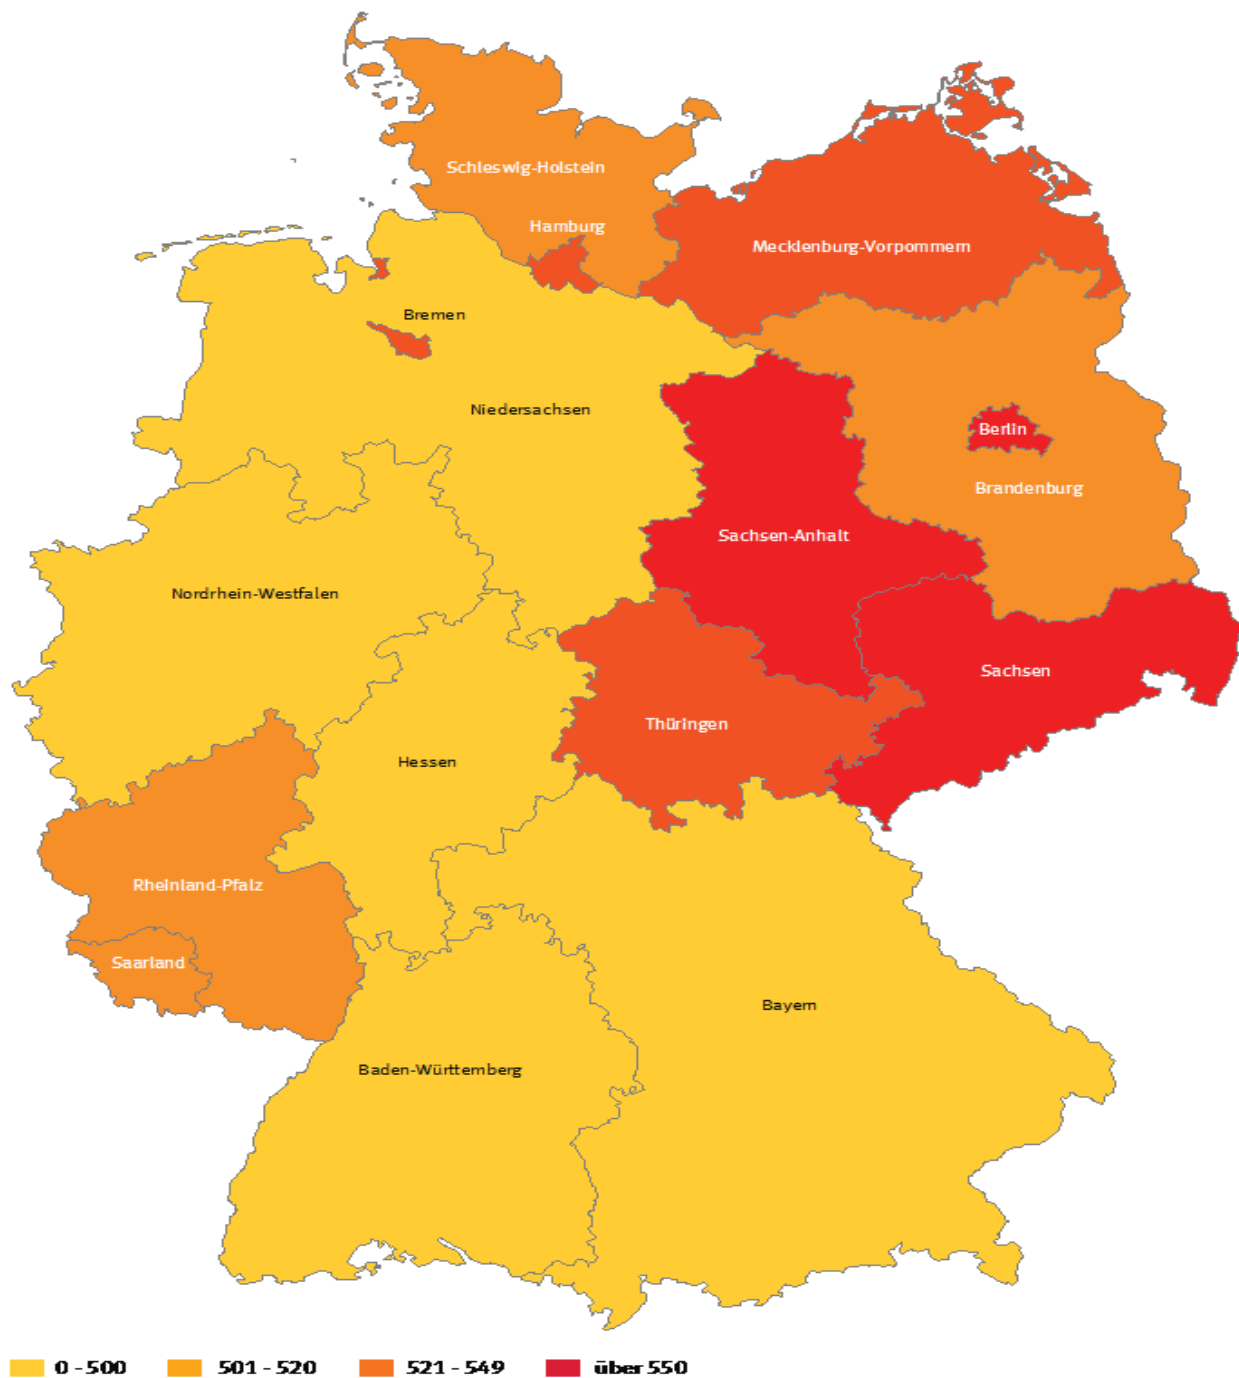 Schleswig-Holstein
Hamburg
Mecklenburg-Vorpommern
Bremen
Niedersachsen
Berlin
Brandenburg
Sachsen-Anhalt
Nordrhein-Westfalen
Sachsen
Thüringen
Hessen
Rheinland-Pfalz
Saarland
Bayern
Baden-Württemberg
0 - 500 501 - 520 521 - 549 über 550